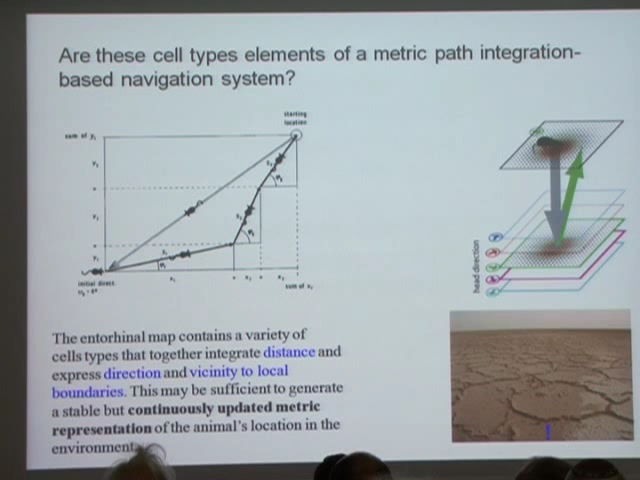 Are these cell types elements of a metric path integration-
based navigation system?
starting
location
sum of y,
initial direct.
sum of x,
head direction
The entorhinal map contains a variety of
cells types that together integrate distance and
express direction and vicinity to local
boundaries. This may be sufficient to generate
a stable but continuously updated metric
representation of the animal's location in the
environment